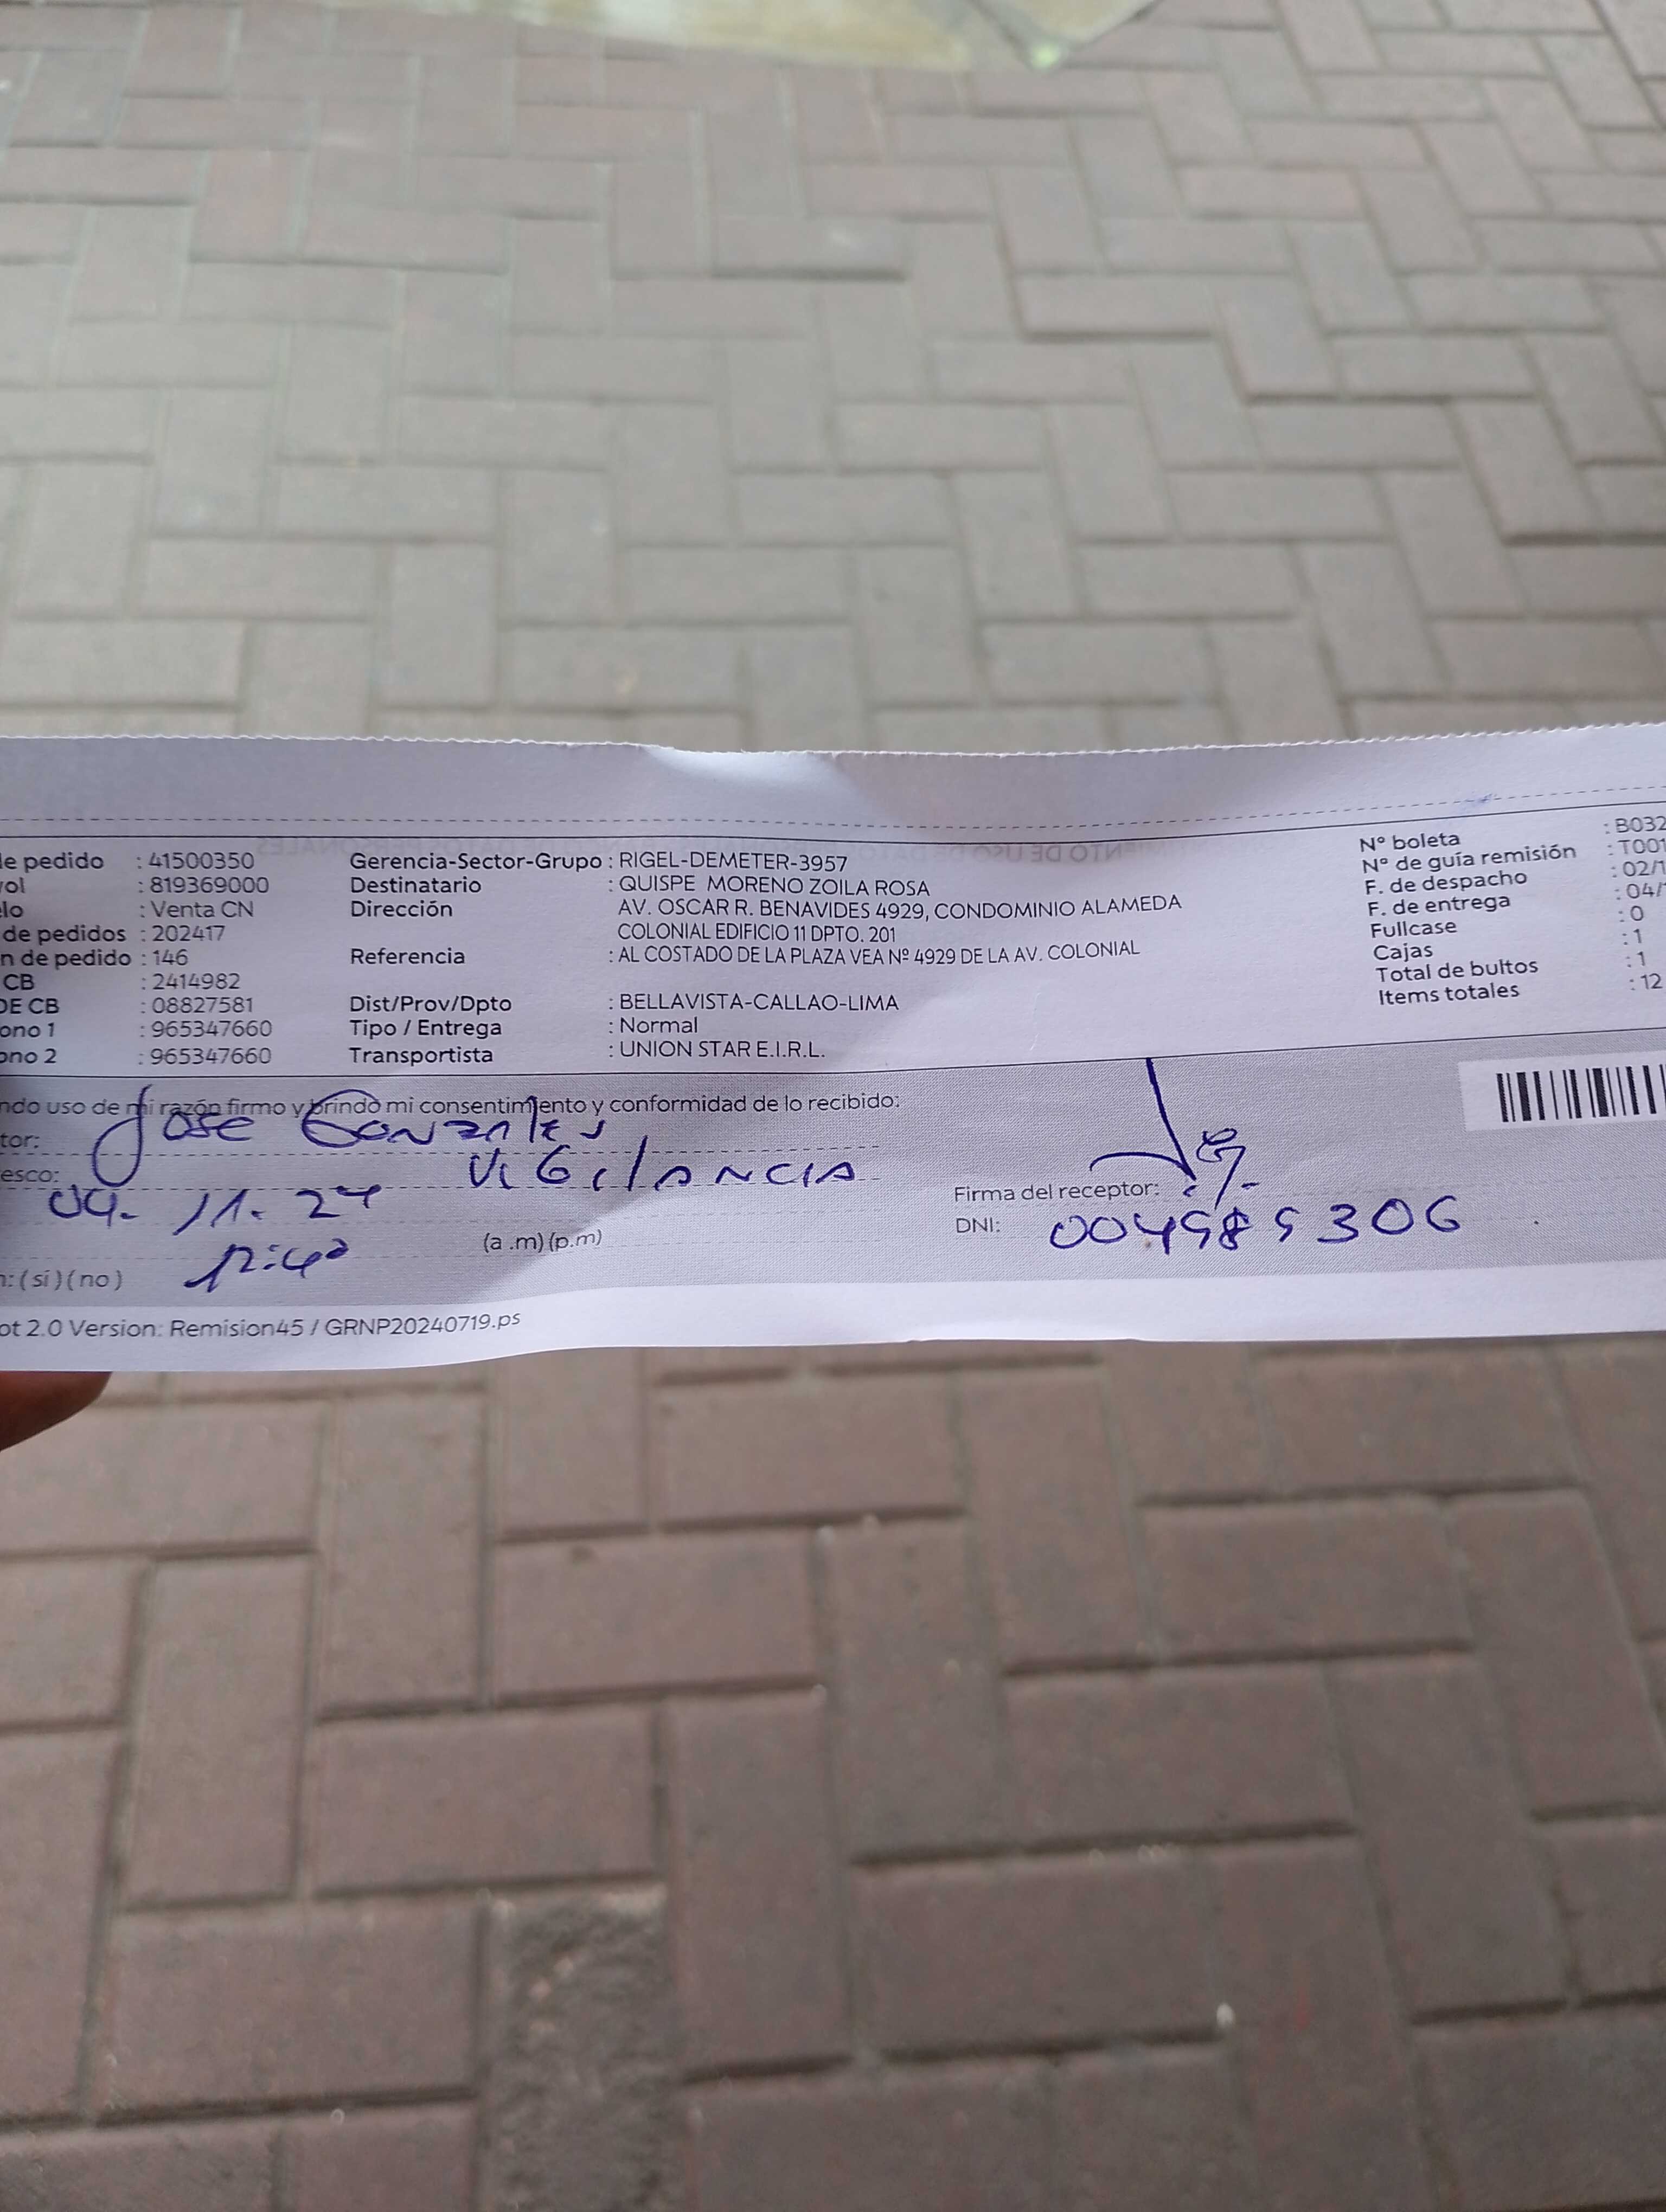 e pedido : 41500350 Gerencia-Sector-Grupo : RIGEL-DEMETER-3957 Nº boleta : B032
ol : 819369000 Destinatario : QUISPE MORENO ZOILA ROSA Nº de guía remisión : T001
lo : Venta CN Dirección AV. OSCAR R. BENAVIDES 4929, CONDOMINIO ALAMEDA F. de despacho : 02/1
de pedidos : 202417 COLONIAL EDIFICIO 11 DPTO. 201 F. de entrega : 04/
n de pedido : 146 Referencia : AL COSTADO DE LA PLAZA VEA Nº 4929 DE LA AV. COLONIAL Fullcase : 0
CB : 2414982 Cajas : 1
DE CB : 08827581 Dist/Prov/Dpto : BELLAVISTA-CALLAO-LIMA Total de bultos : 1
ono 1 : 965347660 Tipo / Entrega : Normal Items totales : 12
ono 2 : 965347660 Transportista : UNION STAR E.I.R.L.
ndo uso de mi razón firmo y brindo mi consentimiento y conformidad de lo recibido:
tor: Jose Gonzales
esco: ViGilANCIA
04. 11. 24 Firma del receptor:
12:40 (a .m) (p.m) DNI:
n: ( sí ) ( no )
ot 2.0 Version: Remision45 / GRNP20240719.ps